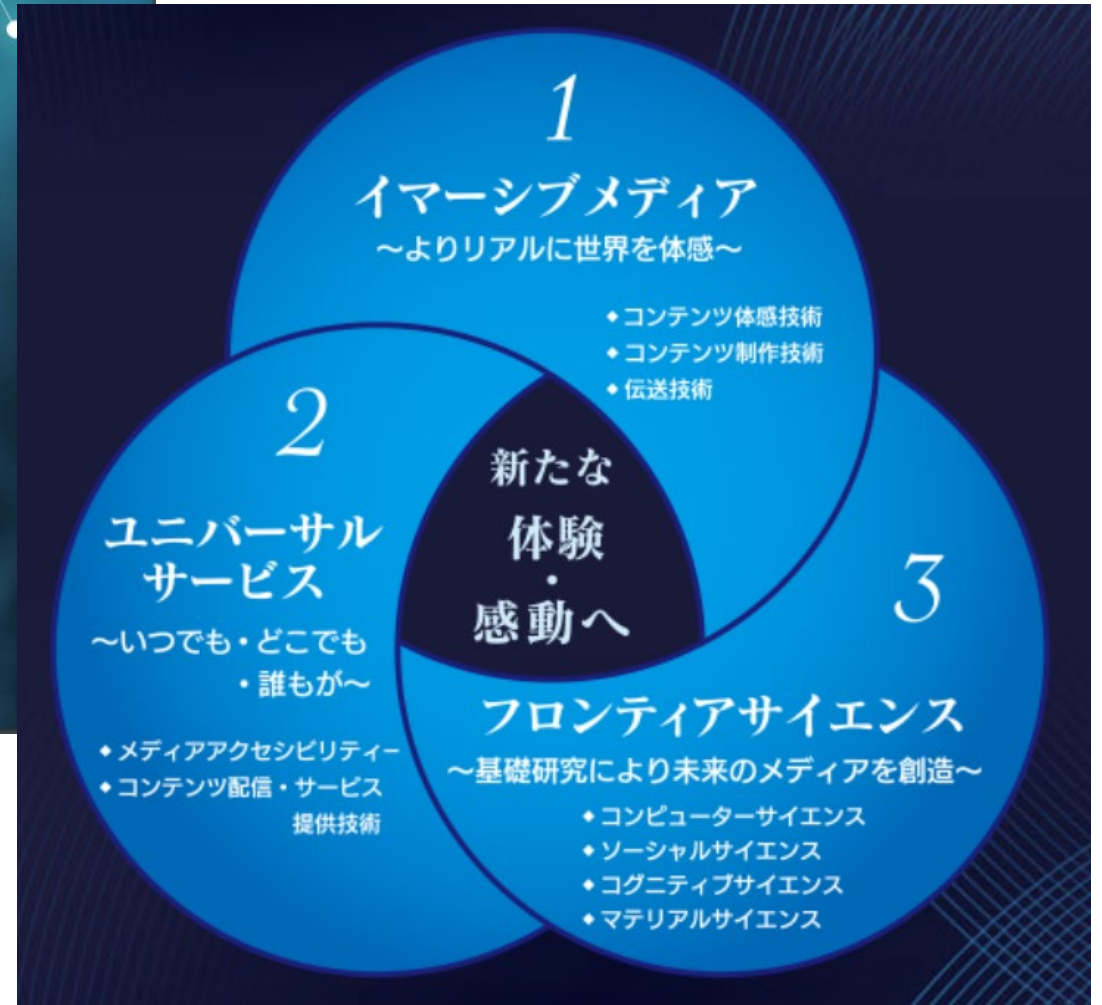 1
イマーシブメディア
〜よりリアルに世界を体感〜
◆コンテンツ体感技術
◆コンテンツ制作技術
◆伝送技術
2
ユニバーサル
サービス
〜いつでも・どこでも
・誰もが〜
◆メディアアクセシビリティー
◆コンテンツ配信・サービス
提供技術
新たな
体験
・
感動へ
3
フロンティアサイエンス
〜基礎研究により未来のメディアを創造〜
◆コンピューターサイエンス
◆ソーシャルサイエンス
◆コグニティブサイエンス
◆マテリアルサイエンス